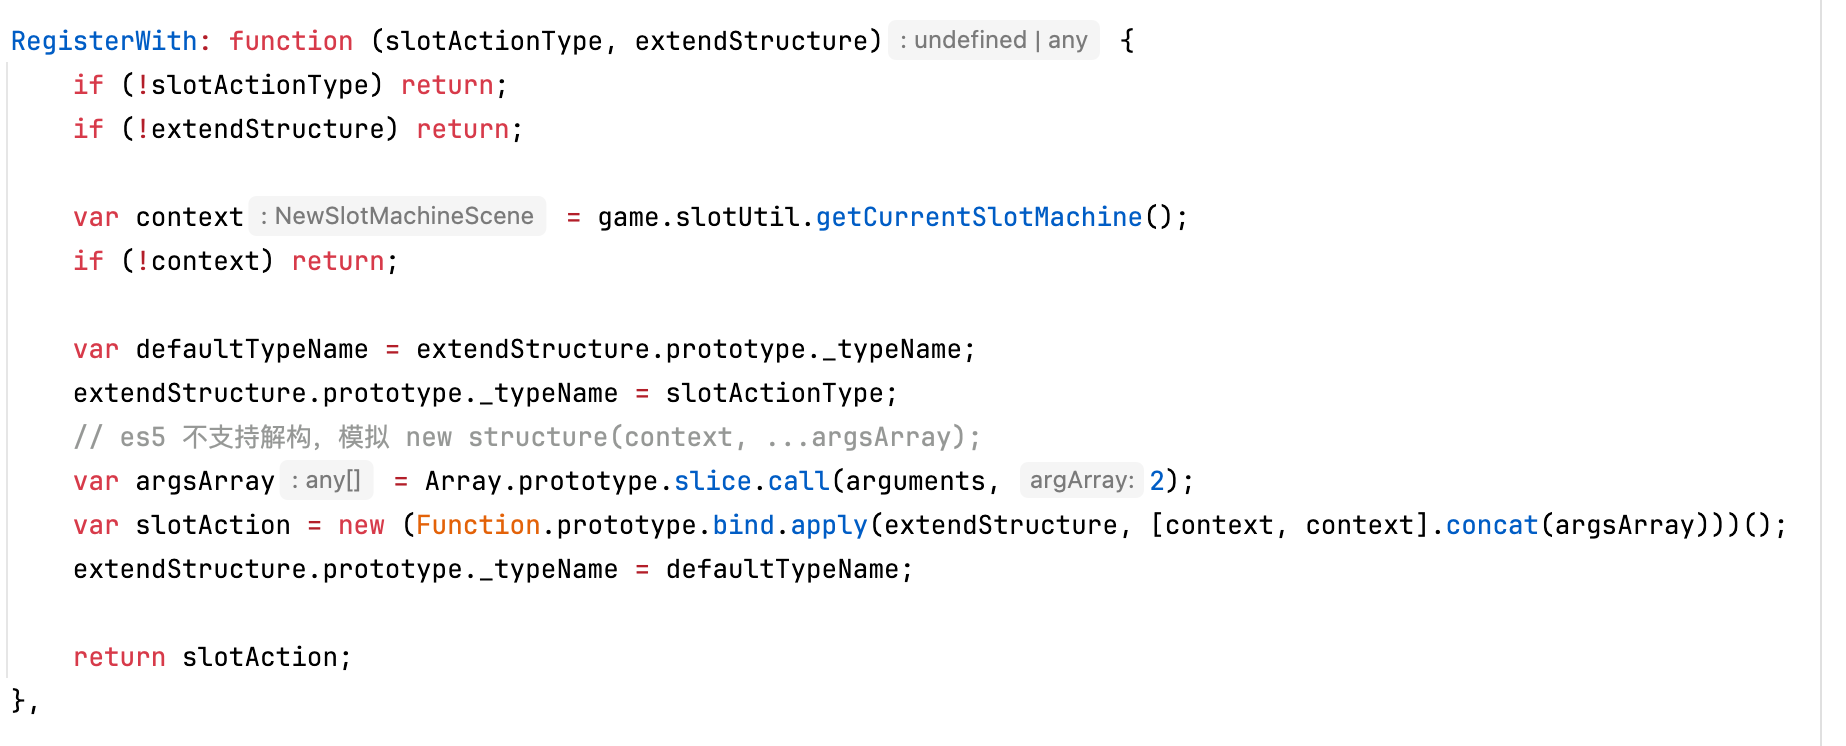 RegisterWith: function (slotActionType, extendStructure) : undefined | any {
if (!slotActionType) return;
if (!extendStructure) return;
var context : NewSlotMachineScene = game.slotUtil.getCurrentSlotMachine();
if (!context) return;
var defaultTypeName = extendStructure.prototype._typeName;
extendStructure.prototype._typeName = slotActionType;
// es5 不支持解构，模拟 new structure(context, ...argsArray);
var argsArray : any[] = Array.prototype.slice.call(arguments, argArray: 2);
var slotAction = new (Function.prototype.bind.apply(extendStructure, [context, context].concat(argsArray)))();
extendStructure.prototype._typeName = defaultTypeName;
return slotAction;
},